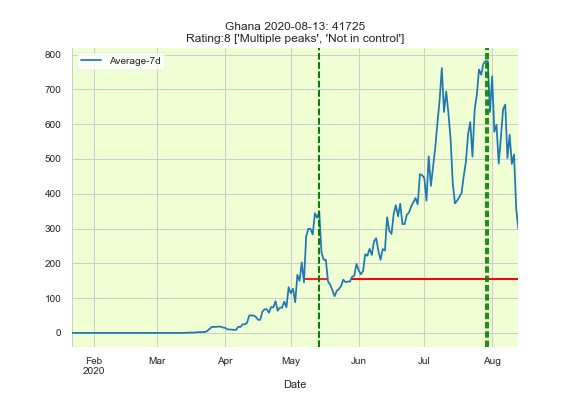 Ghana 2020-08-13: 41725
Rating:8 ['Multiple peaks', 'Not in control']
Average-7d
800
700
600
500
400
300
200
100
0
Feb
2020
Mar
Apr
May
Jun
Jul
Aug
Date